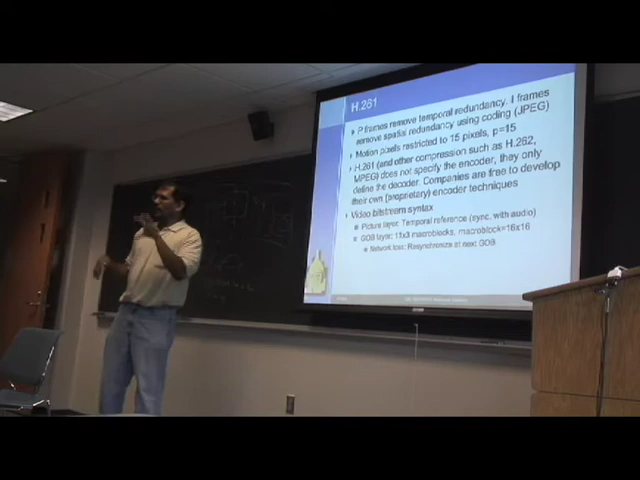 H.261
P frames remove temporal redundancy, I frames
remove spatial redundancy using coding (JPEG)
Motion pixels restricted to 15 pixels, p=15
H.261 (and other compression such as H.262,
MPEG) does not specify the encoder, they only
define the decoder. Companies are free to develop
their own (proprietary) encoder techniques
Video bitstream syntax
Picture layer: Temporal reference (sync. with audio)
GOB layer: 11x3 macroblocks, macroblock=16x16
Network loss: Resynchronize at next GOB